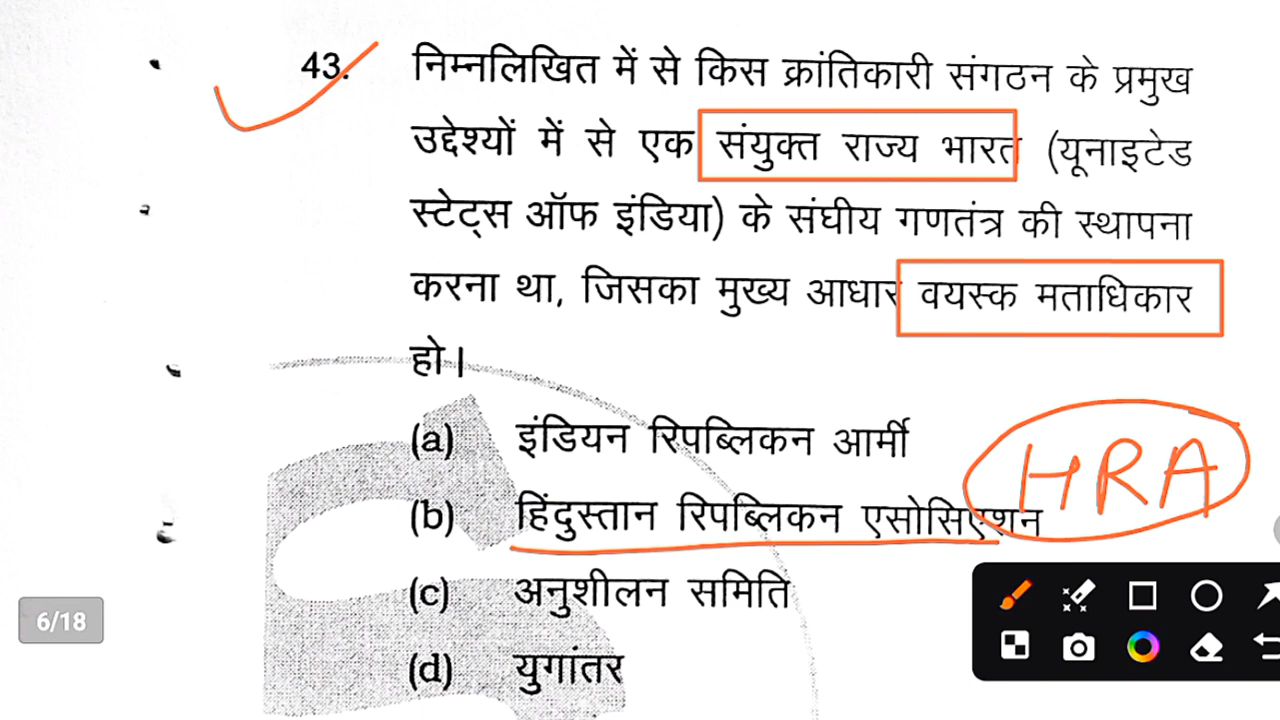 43. निम्नलिखित में से किस क्रांतिकारी संगठन के प्रमुख
उद्देश्यों में से एक संयुक्त राज्य भारत (यूनाइटेड
स्टेट्स ऑफ इंडिया) के संघीय गणतंत्र की स्थापना
करना था, जिसका मुख्य आधार वयस्क मताधिकार
हो।
(a) इंडियन रिपब्लिकन आर्मी
HRA
(b) हिंदुस्तान रिपब्लिकन एसोसिएशन
(c) अनुशीलन समिति
6/18
(d) युगांतर